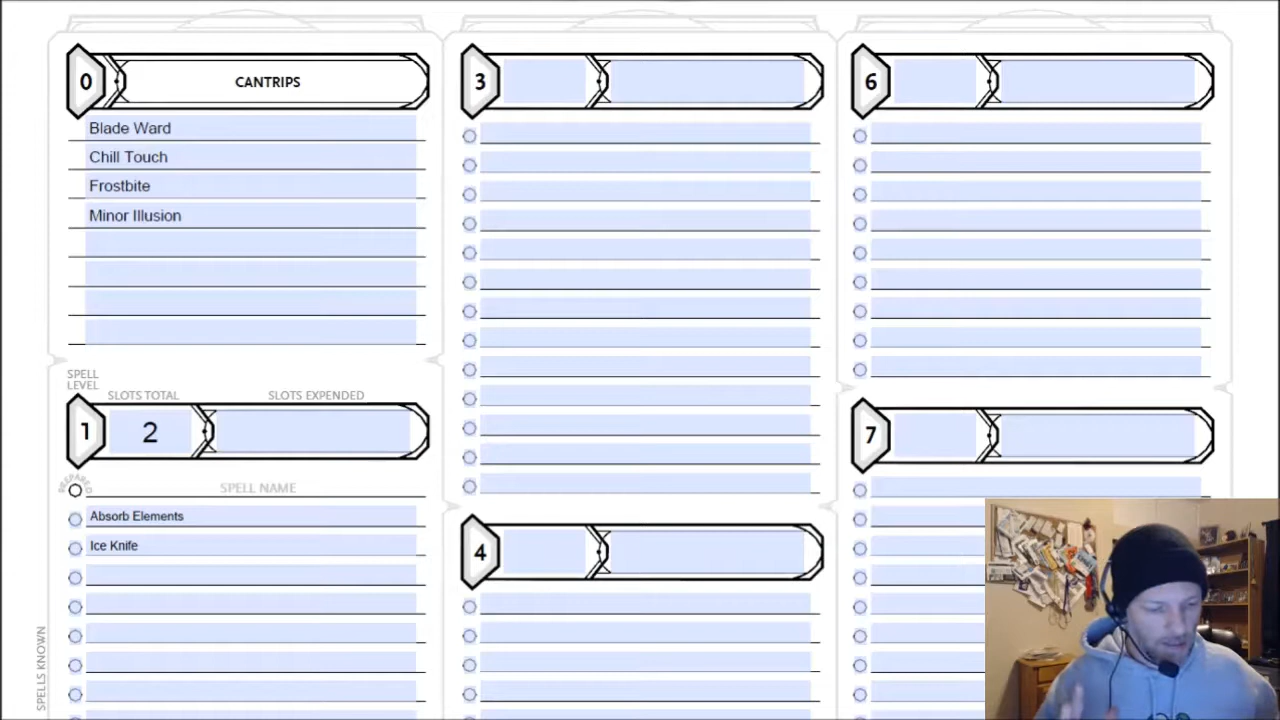 0 CANTRIPS
Blade Ward
Chill Touch
Frostbite
Minor Illusion
SPELL
LEVEL
SLOTS TOTAL SLOTS EXPENDED
1 2
PREPARED
SPELL NAME
Absorb Elements
Ice Knife
SPELLS KNOWN
3
4
6
7